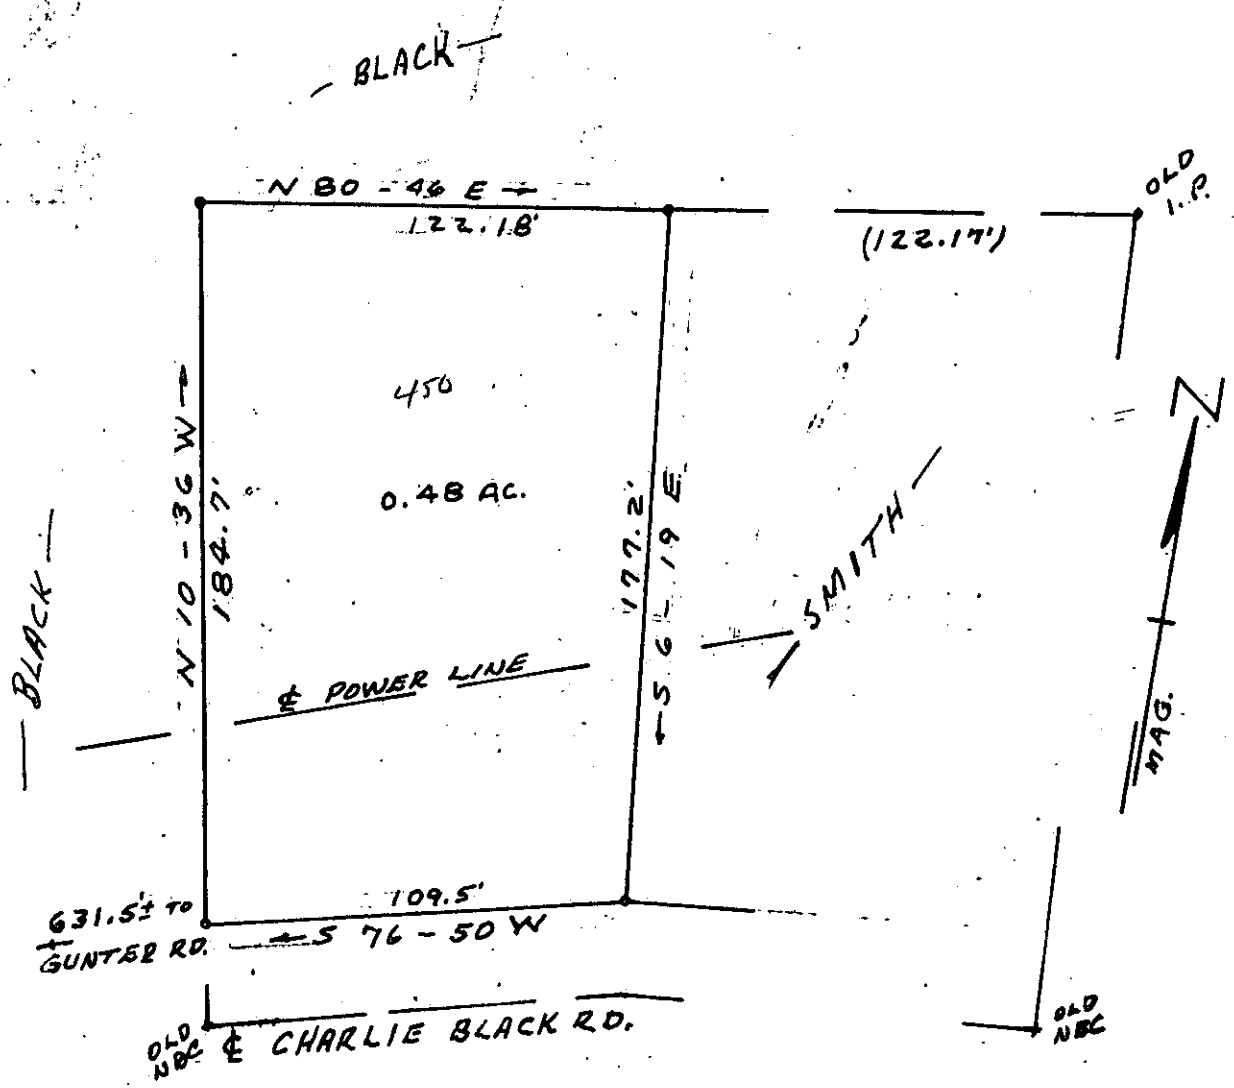 — BLACK —
N 80 - 46 E →
122.18'
(122.17')
OLD
I.P.
450
0.48 AC.
N 10 - 36 W →
184.7'
177.2'
← S 6 - 19 E
— SMITH —
— BLACK —
N
MAG.
℄ POWER LINE
109.5'
← S 76 - 50 W
631.5'± TO
GUNTER RD.
OLD
NBC
℄ CHARLIE BLACK RD.
OLD
NBC